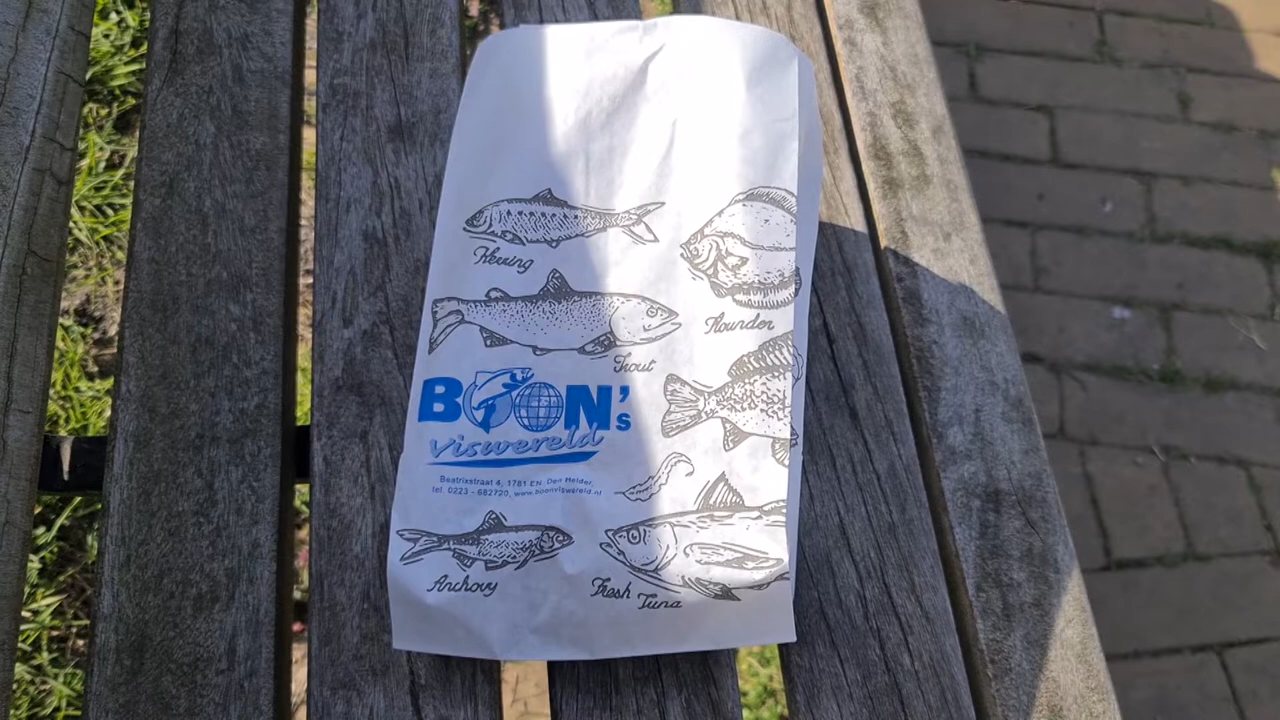 Herring
Flounder
Trout
BOON's
viswereld
Beatrixstraat 4, 1781 EN Den Helder,
tel. 0223 - 682720, www.boonviswereld.nl
Anchovy
Fresh Tuna